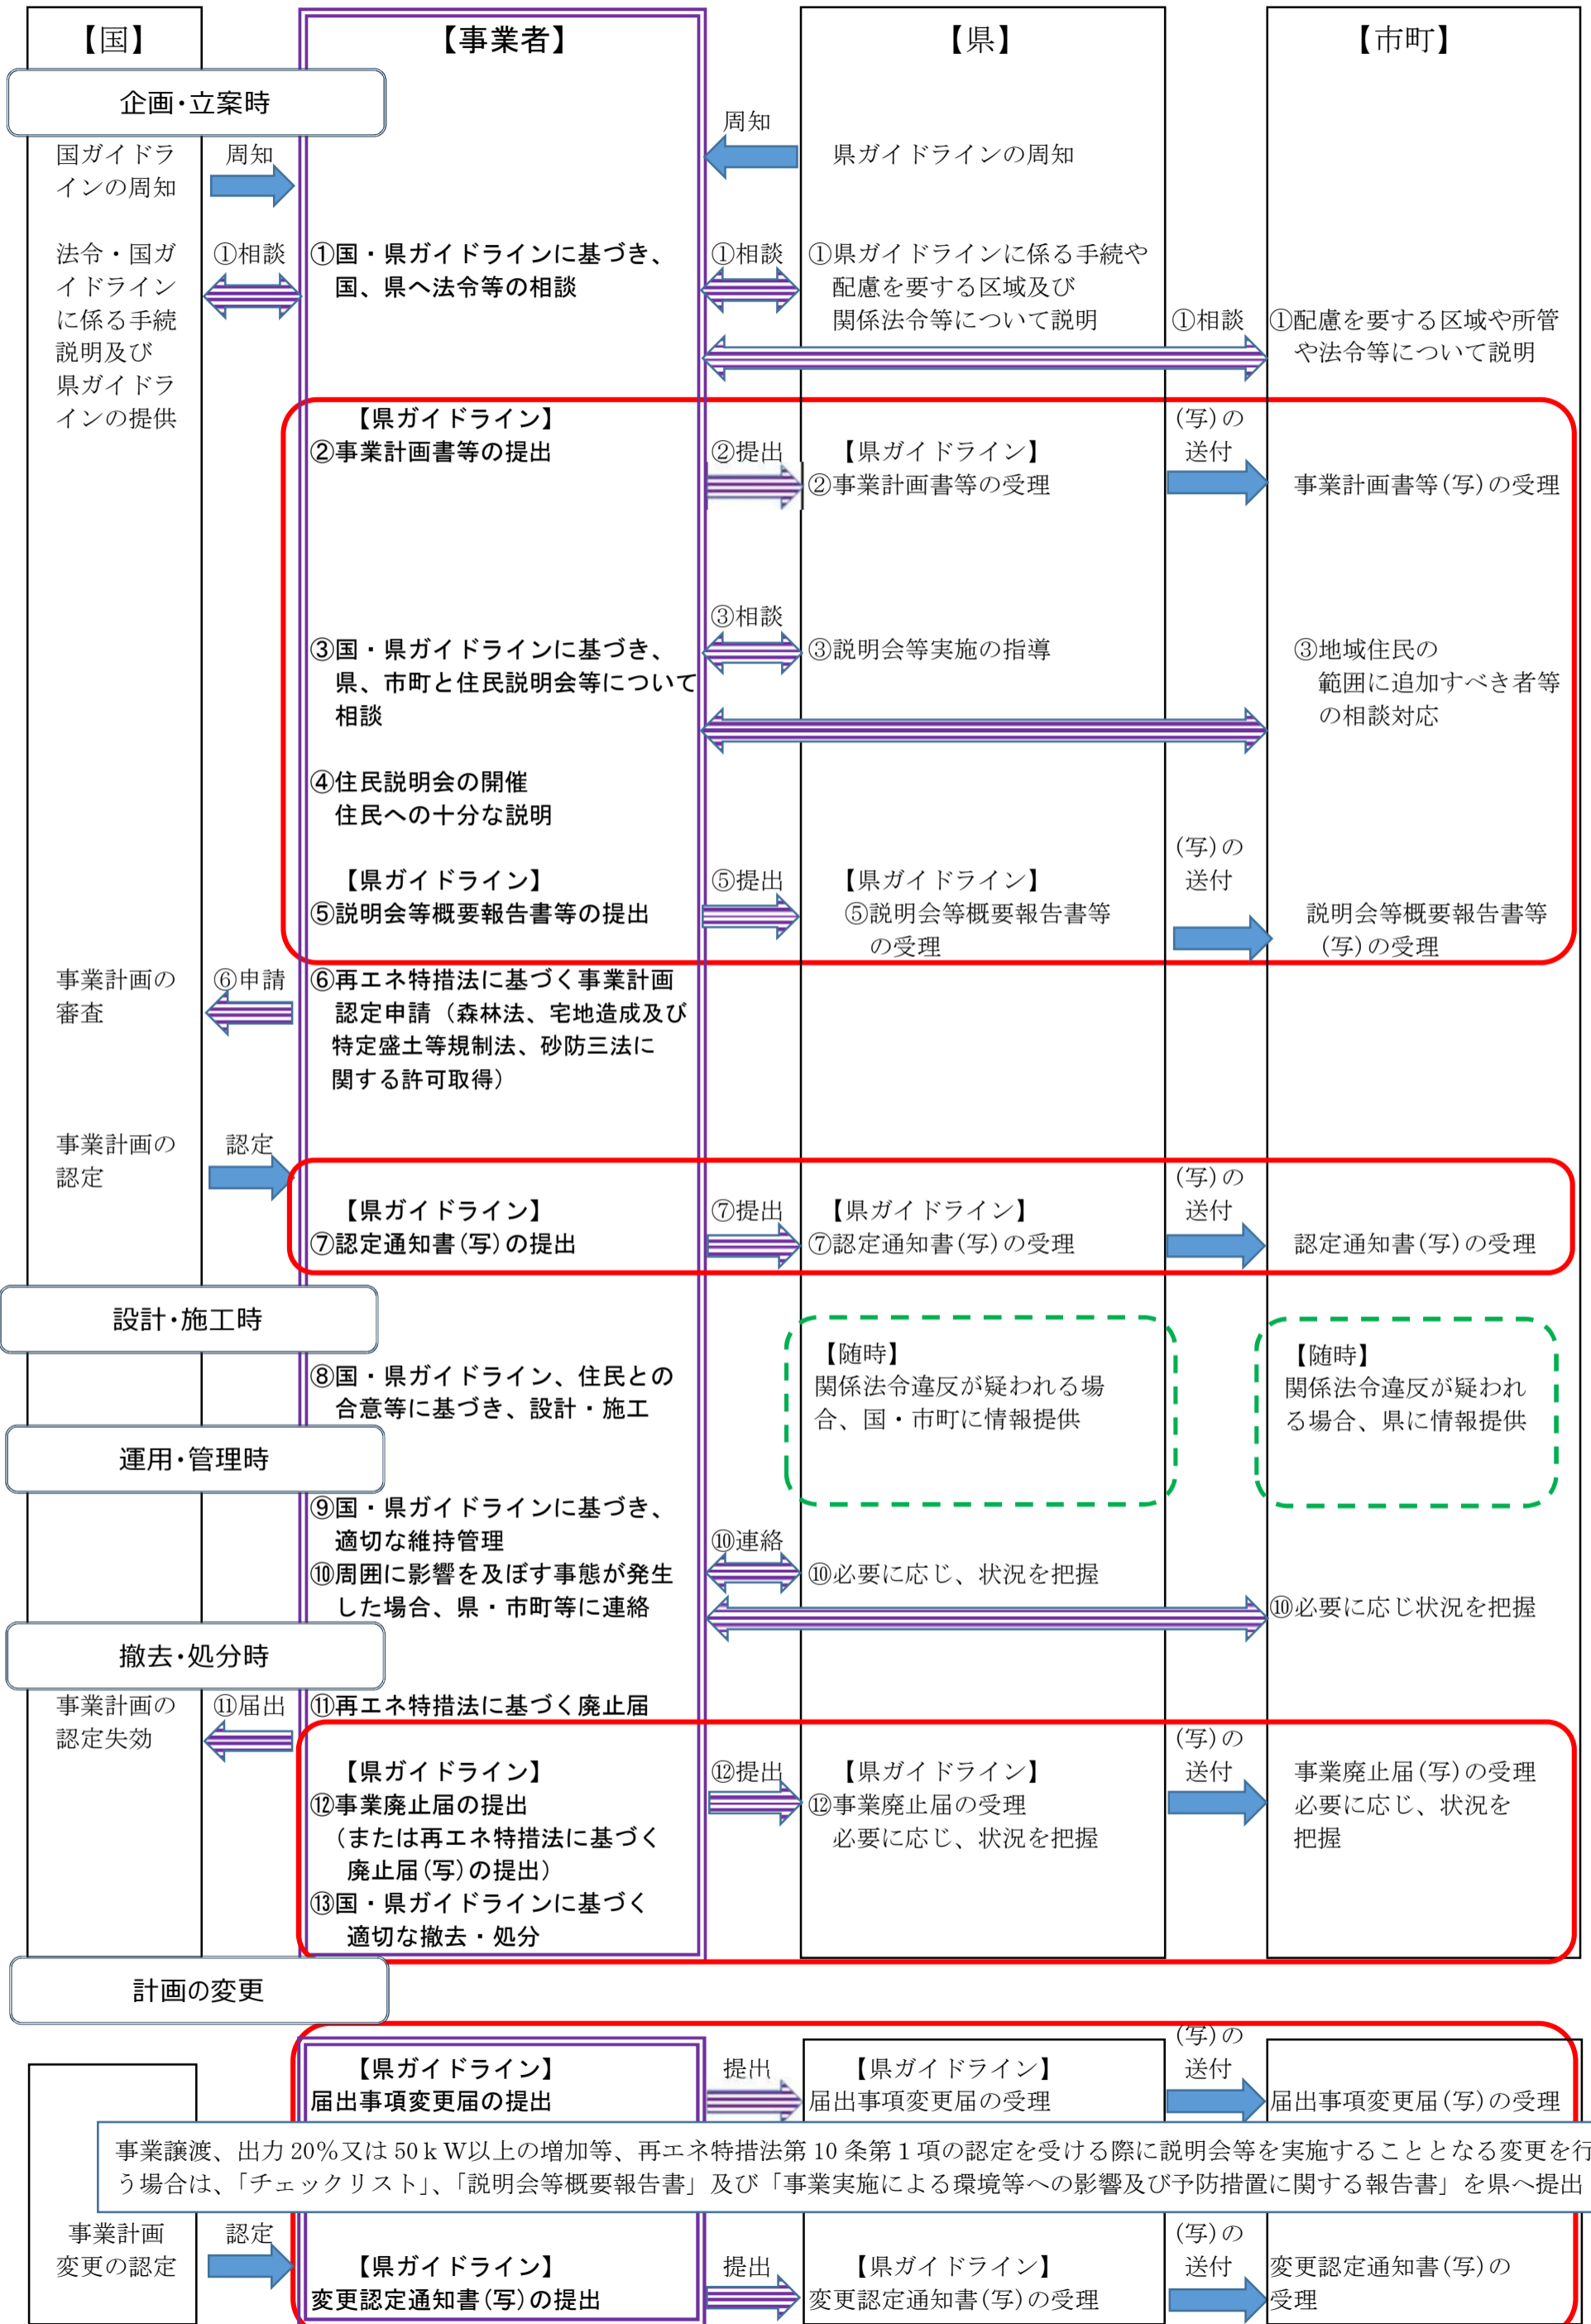 【国】
【事業者】
【県】
【市町】
企画・立案時
国ガイドラ
インの周知
周知
周知
県ガイドラインの周知
法令・国ガ
イドライン
に係る手続
説明及び
県ガイドラ
インの提供
①相談
①国・県ガイドラインに基づき、
国、県へ法令等の相談
①相談
①県ガイドラインに係る手続や
配慮を要する区域及び
関係法令等について説明
①相談
①配慮を要する区域や所管
や法令等について説明
【県ガイドライン】
②事業計画書等の提出
②提出
【県ガイドライン】
②事業計画書等の受理
(写)の
送付
事業計画書等(写)の受理
③国・県ガイドラインに基づき、
県、市町と住民説明会等について
相談
③相談
③説明会等実施の指導
③地域住民の
範囲に追加すべき者等
の相談対応
④住民説明会の開催
住民への十分な説明
【県ガイドライン】
⑤説明会等概要報告書等の提出
⑤提出
【県ガイドライン】
⑤説明会等概要報告書等
の受理
(写)の
送付
説明会等概要報告書等
(写)の受理
事業計画の
審査
⑥申請
⑥再エネ特措法に基づく事業計画
認定申請（森林法、宅地造成及び
特定盛土等規制法、砂防三法に
関する許可取得）
事業計画の
認定
認定
【県ガイドライン】
⑦認定通知書(写)の提出
⑦提出
【県ガイドライン】
⑦認定通知書(写)の受理
(写)の
送付
認定通知書(写)の受理
設計・施工時
⑧国・県ガイドライン、住民との
合意等に基づき、設計・施工
【随時】
関係法令違反が疑われる場
合、国・市町に情報提供
【随時】
関係法令違反が疑われ
る場合、県に情報提供
運用・管理時
⑨国・県ガイドラインに基づき、
適切な維持管理
⑩周囲に影響を及ぼす事態が発生
した場合、県・市町等に連絡
⑩連絡
⑩必要に応じ、状況を把握
⑩必要に応じ状況を把握
撤去・処分時
事業計画の
認定失効
⑪届出
⑪再エネ特措法に基づく廃止届
【県ガイドライン】
⑫事業廃止届の提出
（または再エネ特措法に基づく
廃止届(写)の提出）
⑬国・県ガイドラインに基づく
適切な撤去・処分
⑫提出
【県ガイドライン】
⑫事業廃止届の受理
必要に応じ、状況を把握
(写)の
送付
事業廃止届(写)の受理
必要に応じ、状況を
把握
計画の変更
【県ガイドライン】
届出事項変更届の提出
提出
【県ガイドライン】
届出事項変更届の受理
(写)の
送付
届出事項変更届(写)の受理
事業譲渡、出力 20％又は 50ｋＷ以上の増加等、再エネ特措法第 10 条第１項の認定を受ける際に説明会等を実施することとなる変更を行
う場合は、「チェックリスト」、「説明会等概要報告書」及び「事業実施による環境等への影響及び予防措置に関する報告書」を県へ提出
事業計画
変更の認定
認定
【県ガイドライン】
変更認定通知書(写)の提出
提出
【県ガイドライン】
変更認定通知書(写)の受理
(写)の
送付
変更認定通知書(写)の
受理